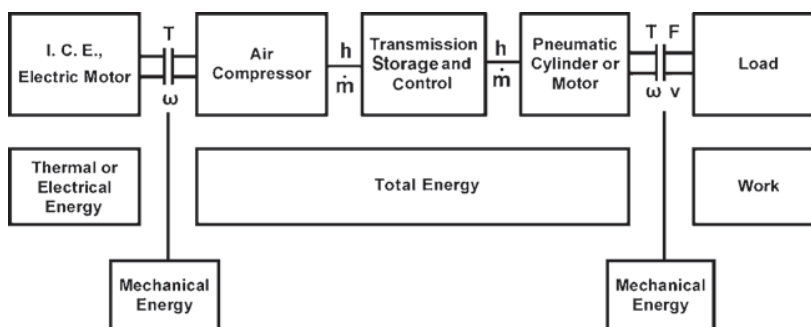 I. C. E.,
Electric Motor
T
ω
Air
Compressor
h
ṁ
Transmission
Storage and
Control
h
ṁ
Pneumatic
Cylinder or
Motor
T F
ω v
Load
Thermal or
Electrical
Energy
Total Energy
Work
Mechanical
Energy
Mechanical
Energy